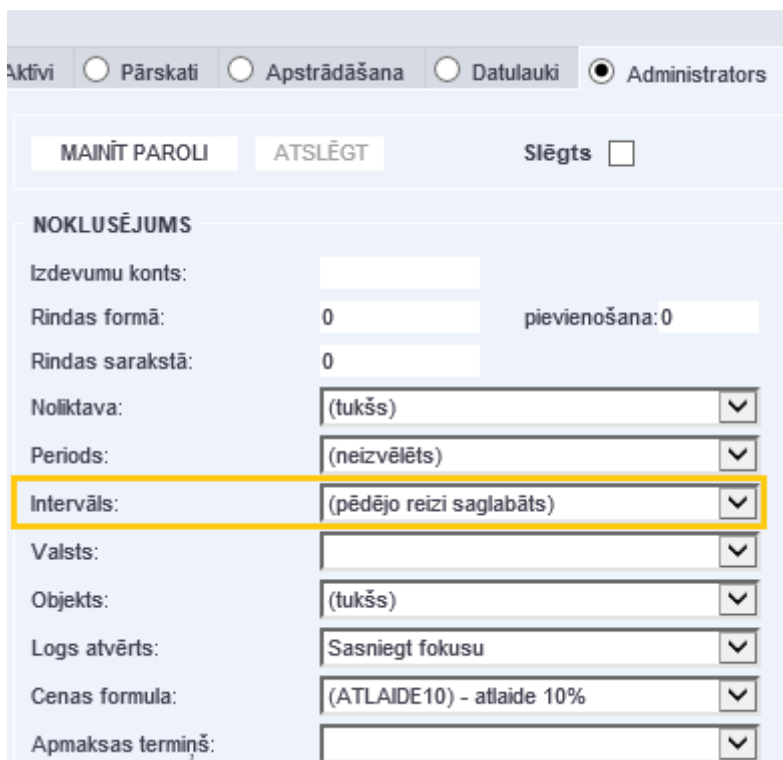 Aktīvi Pārskati Apstrādāšana Datulauki Administrators
MAINĪT PAROLI ATSLĒGT Slēgts
NOKLUSĒJUMS
Izdevumu konts:
Rindas formā: 0 pievienošana: 0
Rindas sarakstā: 0
Noliktava: (tukšs)
Periods: (neizvēlēts)
Intervāls: (pēdējo reizi saglabāts)
Valsts:
Objekts: (tukšs)
Logs atvērts: Sasniegt fokusu
Cenas formula: (ATLAIDE10) - atlaide 10%
Apmaksas termiņš: